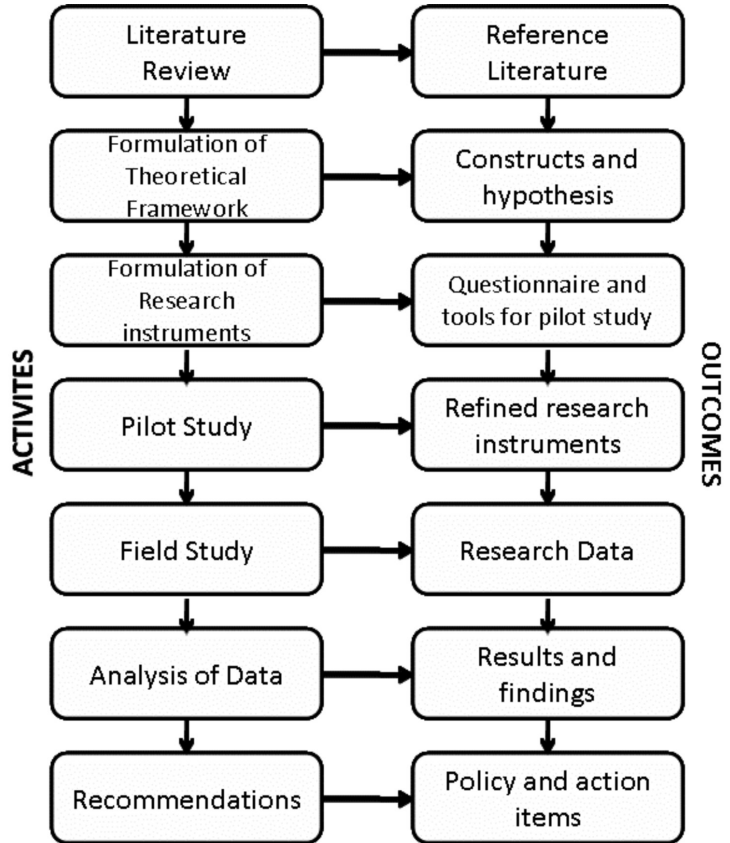 Literature
Review
Reference
Literature
Formulation of
Theoretical
Framework
Constructs and
hypothesis
Formulation of
Research
instruments
Questionnaire and
tools for pilot study
ACTIVITES
OUTCOMES
Pilot Study
Refined research
instruments
Field Study
Research Data
Analysis of Data
Results and
findings
Recommendations
Policy and action
items